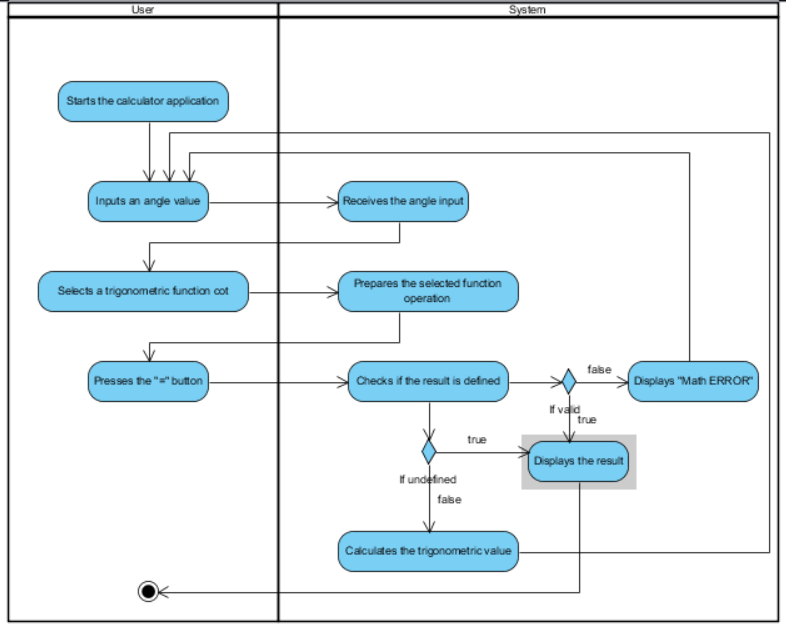 User
System
Starts the calculator application
Inputs an angle value
Receives the angle input
Selects a trigonometric function cot
Prepares the selected function
operation
Presses the "=" button
Checks if the result is defined
false
Displays "Math ERROR"
If valid
true
true
Displays the result
If undefined
false
Calculates the trigonometric value